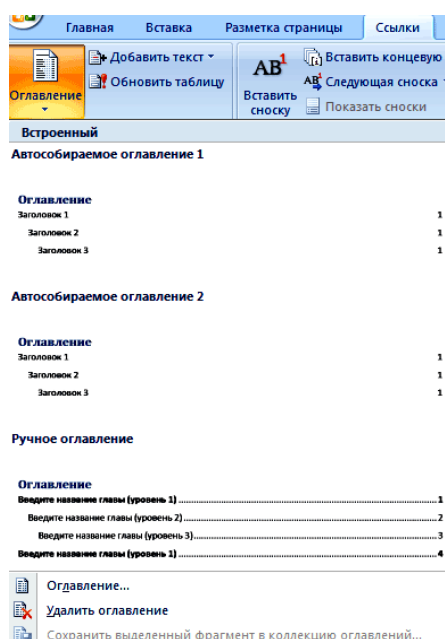 Главная Вставка Разметка страницы Ссылки
Добавить текст
Вставить концевую
Обновить таблицу
AB¹
AB¹ Следующая сноска
Оглавление
Вставить сноску
Показать сноски
Встроенный
Автособираемое оглавление 1
Оглавление
Заголовок 1 1
Заголовок 2 1
Заголовок 3 1
Автособираемое оглавление 2
Оглавление
Заголовок 1 1
Заголовок 2 1
Заголовок 3 1
Ручное оглавление
Оглавление
Введите название главы (уровень 1) 1
Введите название главы (уровень 2) 2
Введите название главы (уровень 3) 3
Введите название главы (уровень 1) 4
Оглавление...
Удалить оглавление
Сохранить выделенный фрагмент в коллекцию оглавлений...